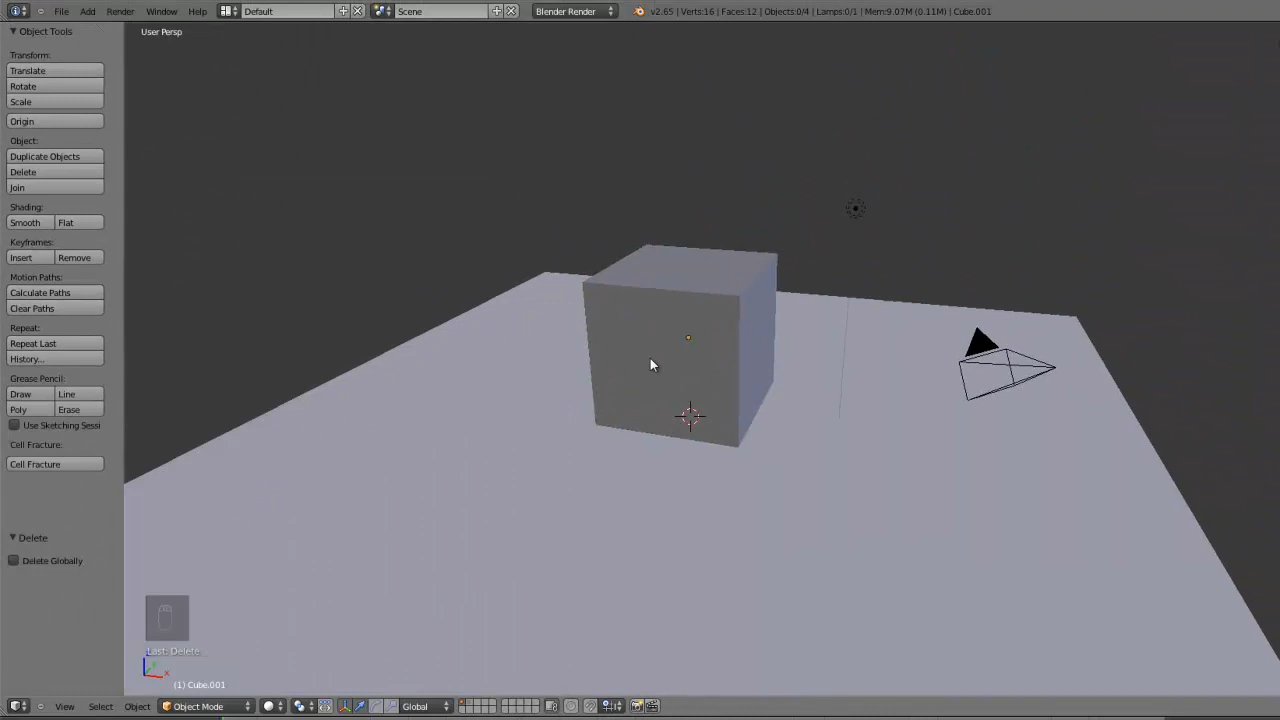 File Add Render Window Help Default Scene Blender Render v2.65 | Verts:16 | Faces:12 | Objects:0/4 | Lamps:0/1 | Mem:9.07M (0.11M) | Cube.001
Object Tools
User Persp
Transform:
Translate
Rotate
Scale
Origin
Object:
Duplicate Objects
Delete
Join
Shading:
Smooth Flat
Keyframes:
Insert Remove
Motion Paths:
Calculate Paths
Clear Paths
Repeat:
Repeat Last
History...
Grease Pencil:
Draw Line
Poly Erase
Use Sketching Sessi
Cell Fracture:
Cell Fracture
Delete
Delete Globally
Last: Delete...
z
y
x
(1) Cube.001
View Select Object Object Mode Global